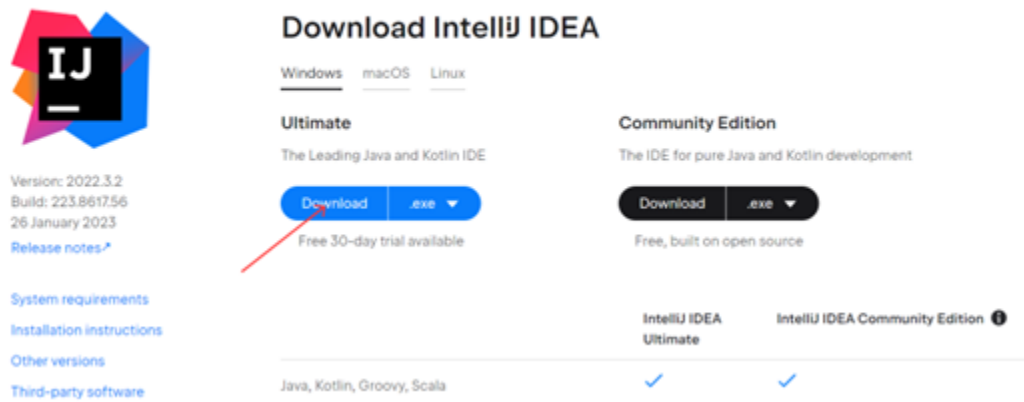 IJ
Download IntelliJ IDEA
Windows macOS Linux
Ultimate
The Leading Java and Kotlin IDE
Download .exe
Free 30-day trial available
Community Edition
The IDE for pure Java and Kotlin development
Download .exe
Free, built on open source
Version: 2022.3.2
Build: 223.8617.56
26 January 2023
Release notes↗
System requirements
Installation instructions
Other versions
Third-party software
IntelliJ IDEA
Ultimate
IntelliJ IDEA Community Edition
Java, Kotlin, Groovy, Scala